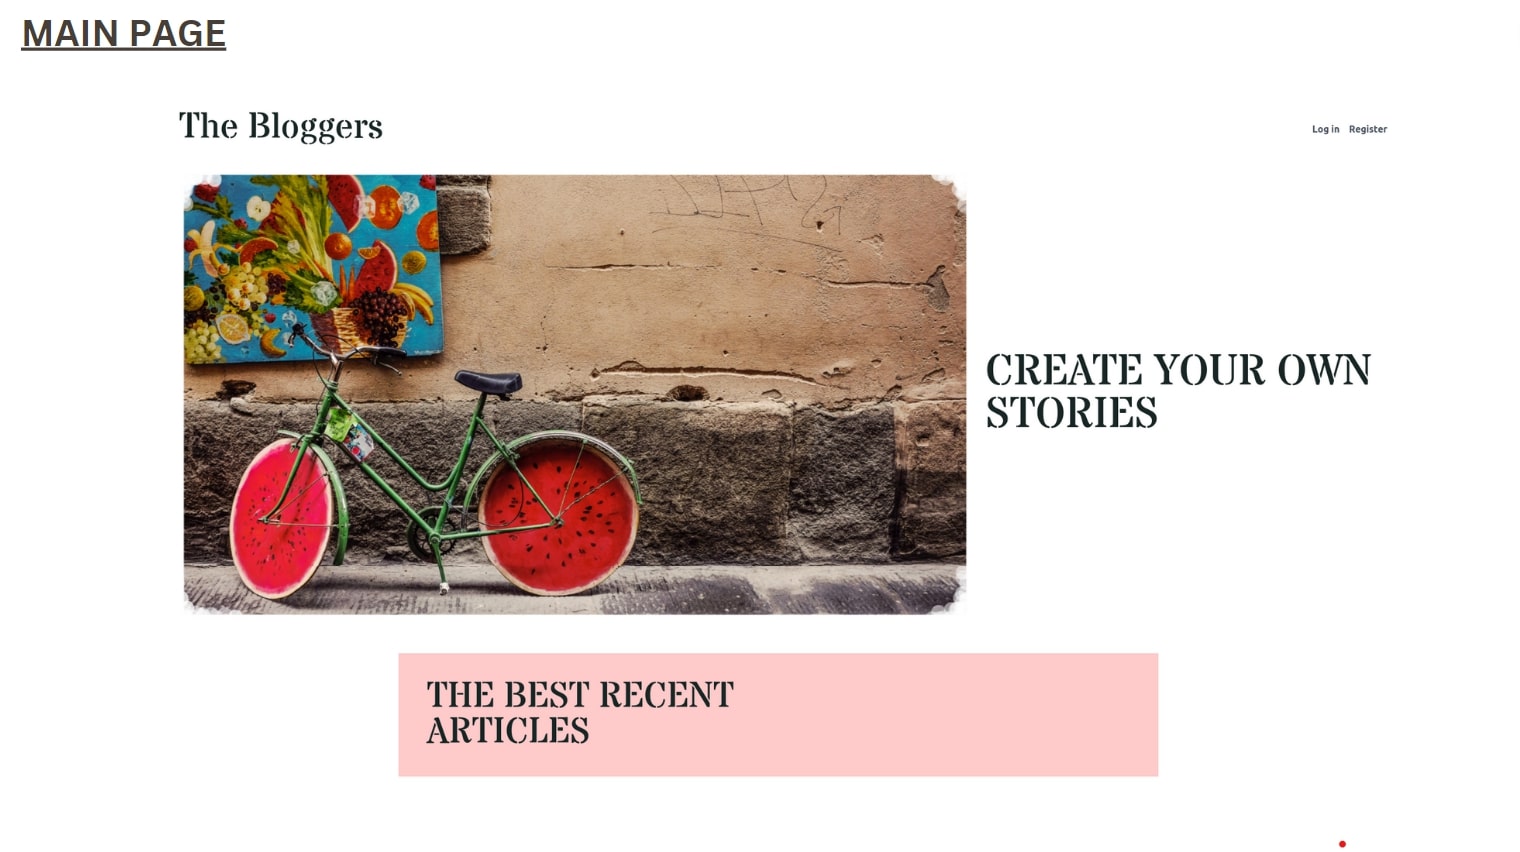 MAIN PAGE
The Bloggers
Log in Register
CREATE YOUR OWN
STORIES
THE BEST RECENT
ARTICLES